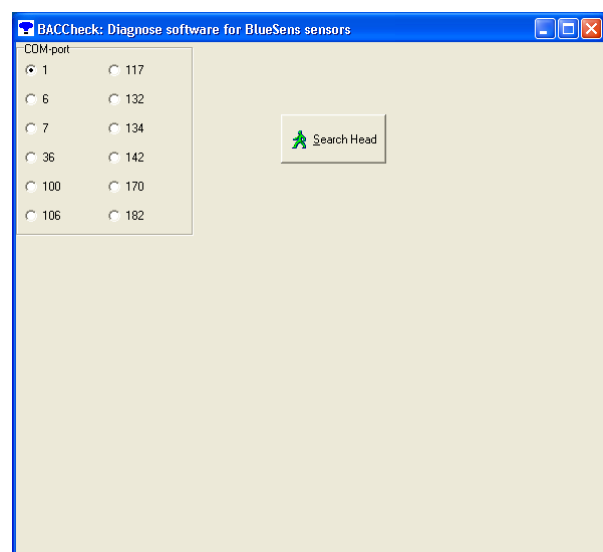 BACCheck: Diagnose software for BlueSens sensors
COM-port
1 117
6 132
7 134
36 142
100 170
106 182
Search Head